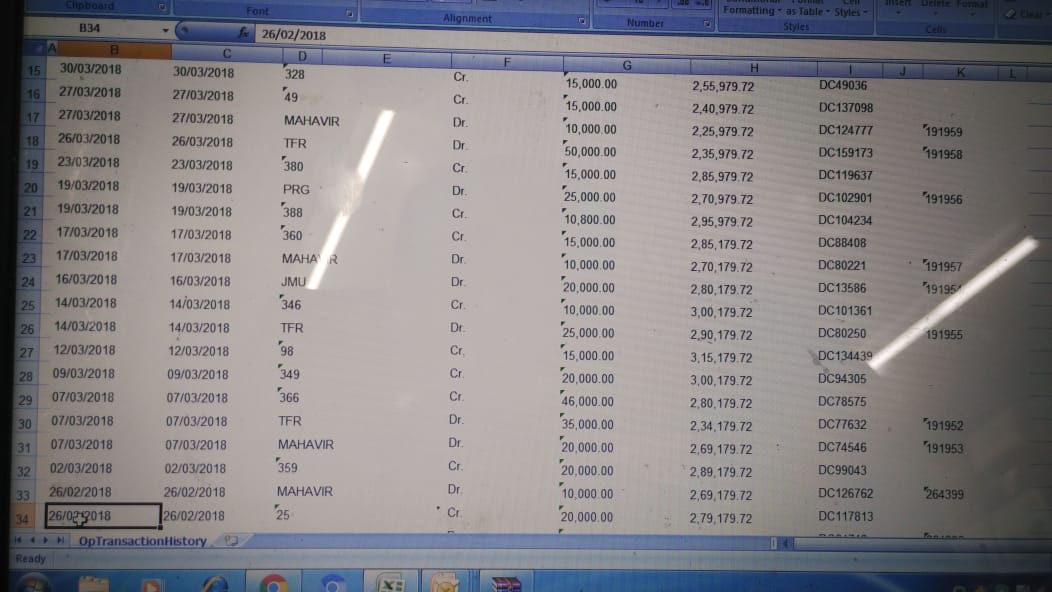 Clipboard Font Alignment Number Styles Cells
Formatting as Table Styles Insert Delete Format Clear
B34 fx 26/02/2018
A B C D E F G H I J K L
15 30/03/2018 30/03/2018 328 Cr. 15,000.00 2,55,979.72 DC49036
16 27/03/2018 27/03/2018 49 Cr. 15,000.00 2,40,979.72 DC137098
17 27/03/2018 27/03/2018 MAHAVIR Dr. 10,000.00 2,25,979.72 DC124777 191959
18 26/03/2018 26/03/2018 TFR Dr. 50,000.00 2,35,979.72 DC159173 191958
19 23/03/2018 23/03/2018 380 Cr. 15,000.00 2,85,979.72 DC119637
20 19/03/2018 19/03/2018 PRG Dr. 25,000.00 2,70,979.72 DC102901 191956
21 19/03/2018 19/03/2018 388 Cr. 10,800.00 2,95,979.72 DC104234
22 17/03/2018 17/03/2018 360 Cr. 15,000.00 2,85,179.72 DC88408
23 17/03/2018 17/03/2018 MAHAVIR Dr. 10,000.00 2,70,179.72 DC80221 191957
24 16/03/2018 16/03/2018 JMU Dr. 20,000.00 2,80,179.72 DC13586 191954
25 14/03/2018 14/03/2018 346 Cr. 10,000.00 3,00,179.72 DC101361
26 14/03/2018 14/03/2018 TFR Dr. 25,000.00 2,90,179.72 DC80250 191955
27 12/03/2018 12/03/2018 98 Cr. 15,000.00 3,15,179.72 DC134439
28 09/03/2018 09/03/2018 349 Cr. 20,000.00 3,00,179.72 DC94305
29 07/03/2018 07/03/2018 366 Cr. 46,000.00 2,80,179.72 DC78575
30 07/03/2018 07/03/2018 TFR Dr. 35,000.00 2,34,179.72 DC77632 191952
31 07/03/2018 07/03/2018 MAHAVIR Dr. 20,000.00 2,69,179.72 DC74546 191953
32 02/03/2018 02/03/2018 359 Cr. 20,000.00 2,89,179.72 DC99043
33 26/02/2018 26/02/2018 MAHAVIR Dr. 10,000.00 2,69,179.72 DC126762 264399
34 26/02/2018 26/02/2018 25 Cr. 20,000.00 2,79,179.72 DC117813
OpTransactionHistory
Ready